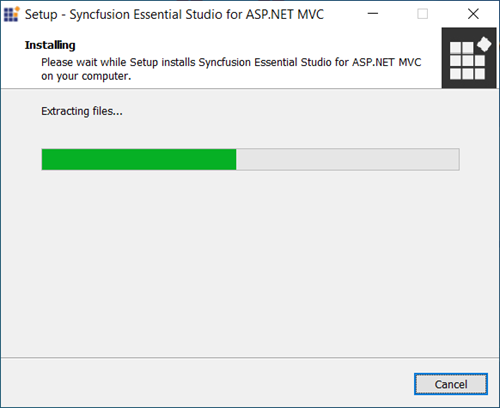 Setup - Syncfusion Essential Studio for ASP.NET MVC
Installing
Please wait while Setup installs Syncfusion Essential Studio for ASP.NET MVC
on your computer.
Extracting files...
Cancel